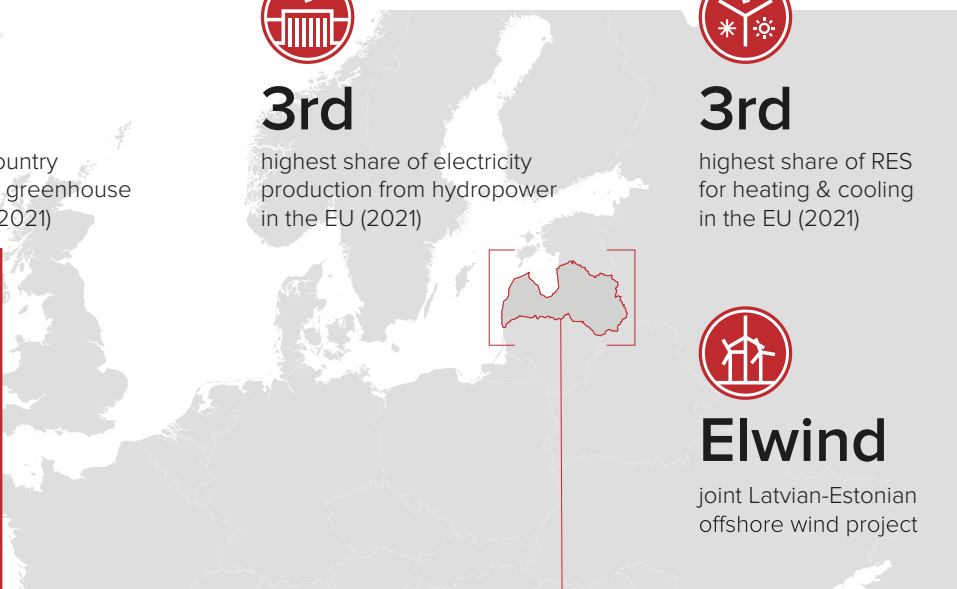 3rd
highest share of electricity
production from hydropower
in the EU (2021)
3rd
highest share of RES
for heating & cooling
in the EU (2021)
greenhouse
2021)
Elwind
joint Latvian-Estonian
offshore wind project